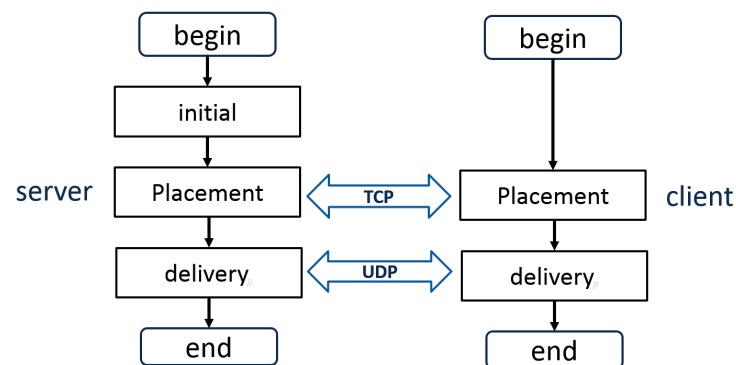 begin
begin
initial
server
Placement
TCP
Placement
client
delivery
UDP
delivery
end
end